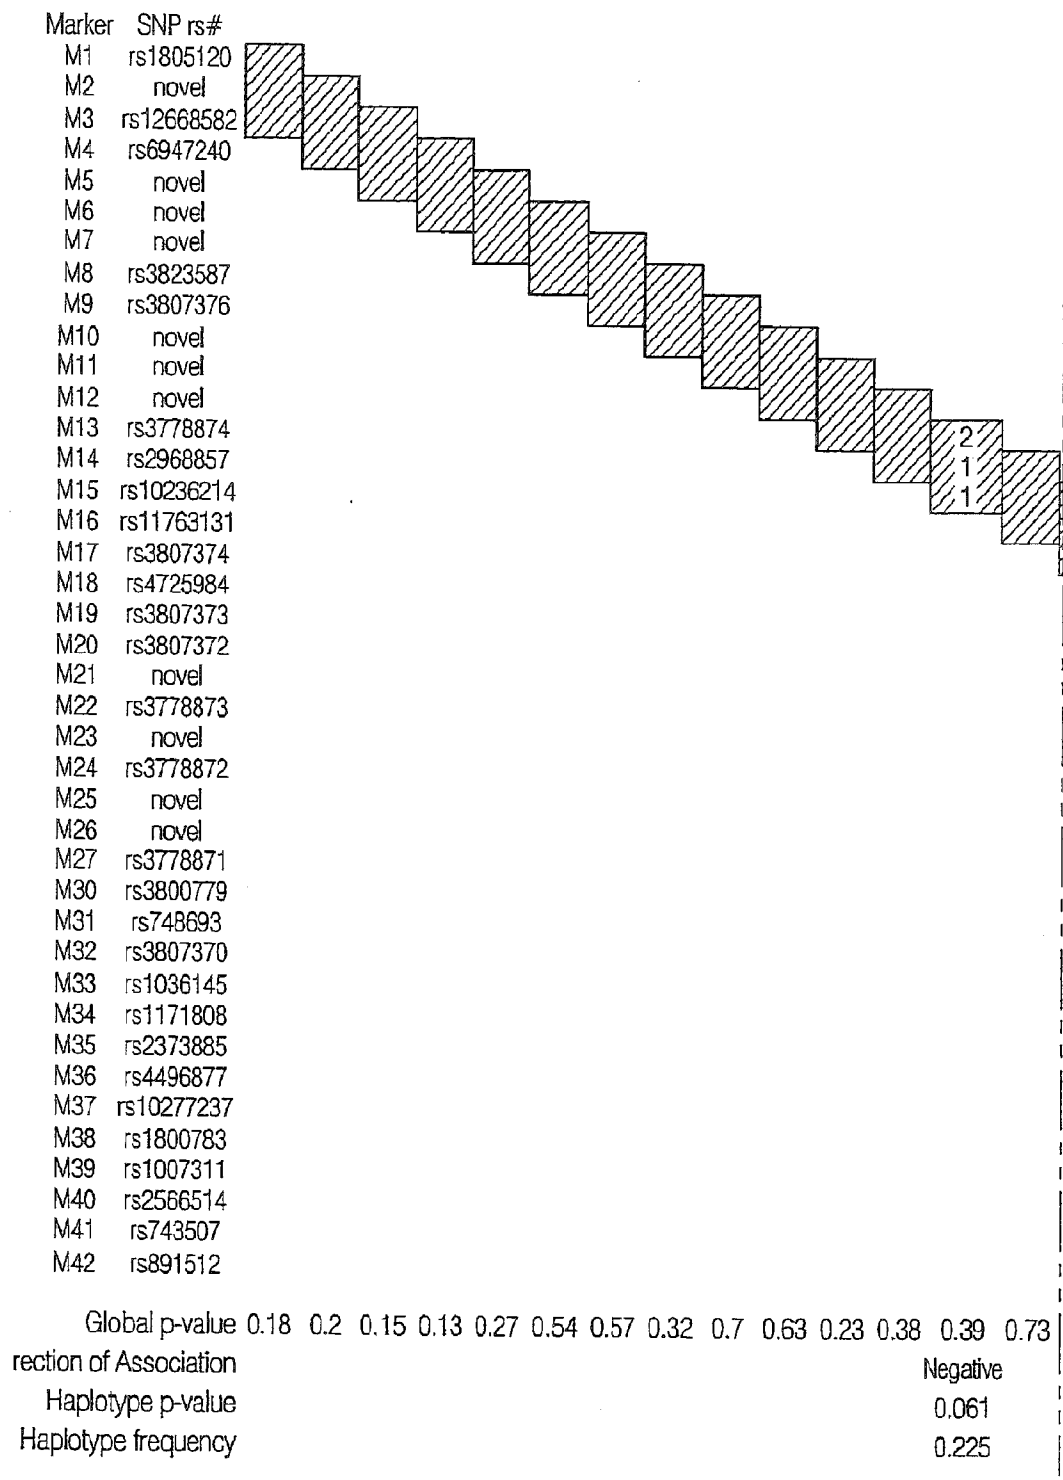 Marker SNP rs#
M1 rs1805120
M2 novel
M3 rs12668582
M4 rs6947240
M5 novel
M6 novel
M7 novel
M8 rs3823587
M9 rs3807376
M10 novel
M11 novel
M12 novel
M13 rs3778874 2
M14 rs2968857 1
M15 rs10236214 1
M16 rs11763131
M17 rs3807374
M18 rs4725984
M19 rs3807373
M20 rs3807372
M21 novel
M22 rs3778873
M23 novel
M24 rs3778872
M25 novel
M26 novel
M27 rs3778871
M30 rs3800779
M31 rs748693
M32 rs3807370
M33 rs1036145
M34 rs1171808
M35 rs2373885
M36 rs4496877
M37 rs10277237
M38 rs1800783
M39 rs1007311
M40 rs2566514
M41 rs743507
M42 rs891512
Global p-value 0.18 0.2 0.15 0.13 0.27 0.54 0.57 0.32 0.7 0.63 0.23 0.38 0.39 0.73
rection of Association Negative
Haplotype p-value 0.061
Haplotype frequency 0.225